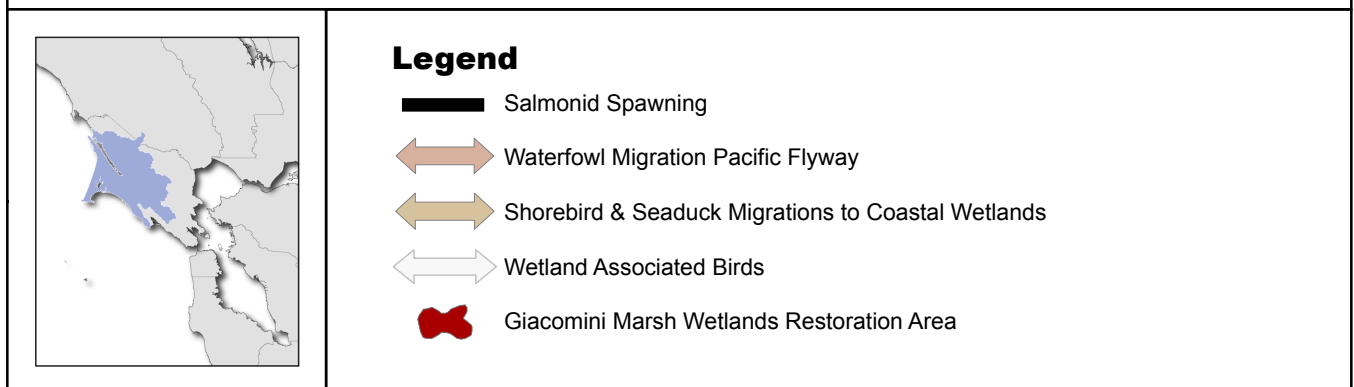 Legend
Salmonid Spawning
Waterfowl Migration Pacific Flyway
Shorebird & Seaduck Migrations to Coastal Wetlands
Wetland Associated Birds
Giacomini Marsh Wetlands Restoration Area